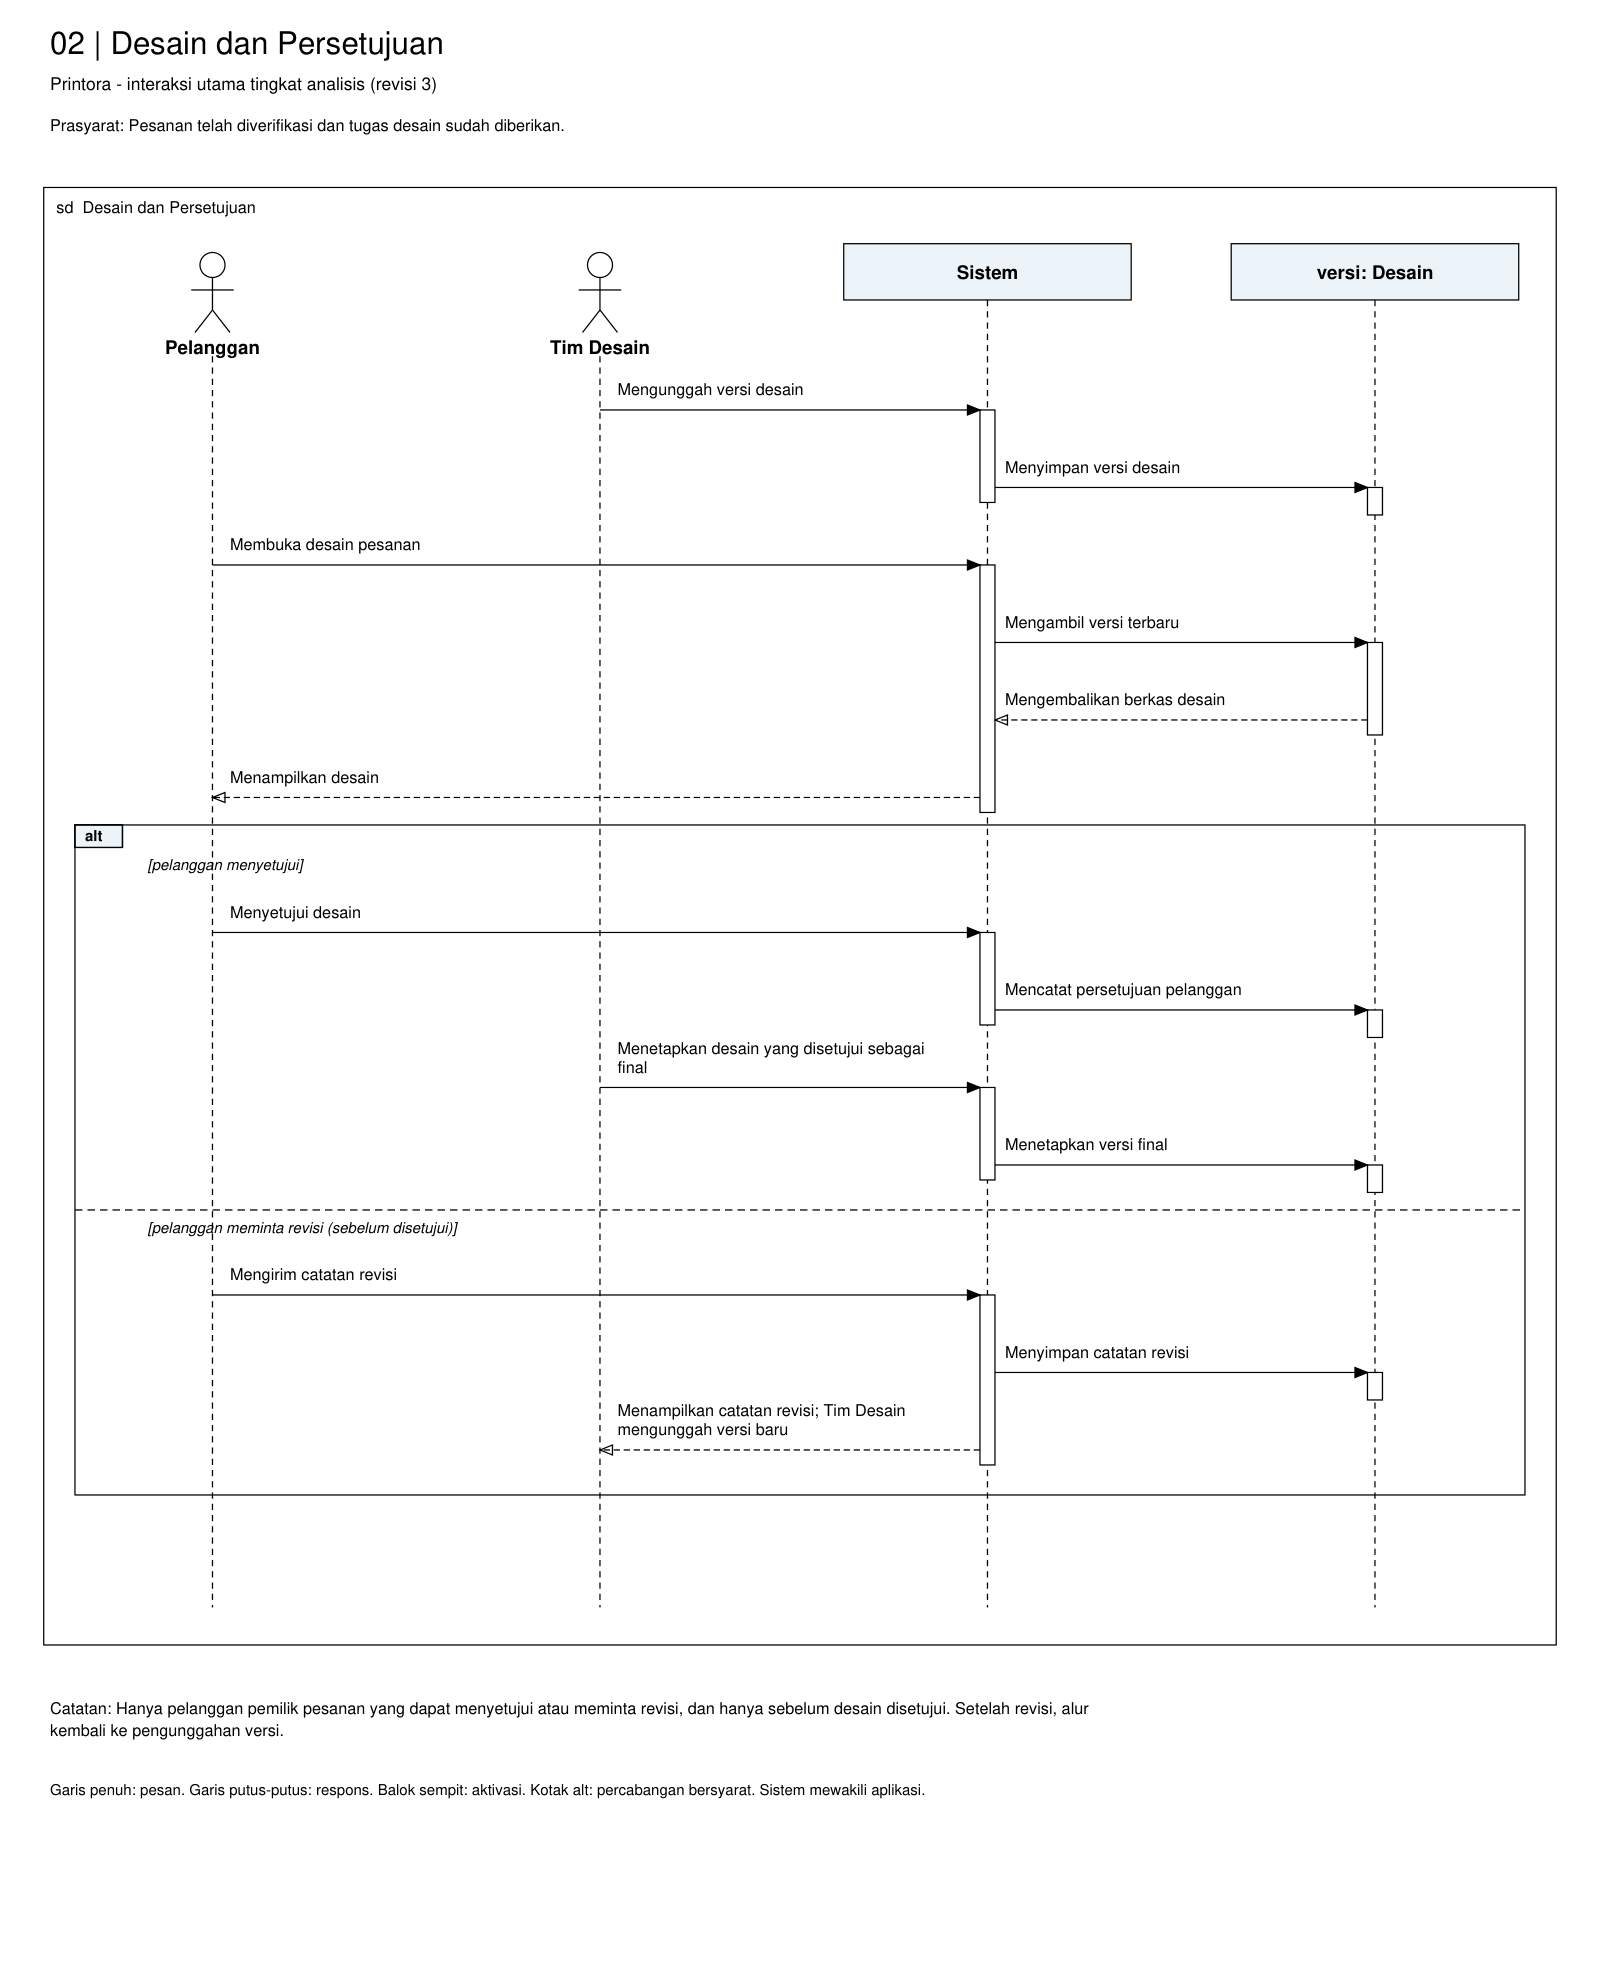 02 | Desain dan Persetujuan
Printora - interaksi utama tingkat analisis (revisi 3)
Prasyarat: Pesanan telah diverifikasi dan tugas desain sudah diberikan.
sd  Desain dan Persetujuan
Sistem
versi: Desain
Pelanggan
Tim Desain
Mengunggah versi desain
Menyimpan versi desain
Membuka desain pesanan
Mengambil versi terbaru
Mengembalikan berkas desain
Menampilkan desain
alt
[pelanggan menyetujui]
Menyetujui desain
Mencatat persetujuan pelanggan
Menetapkan desain yang disetujui sebagai
final
Menetapkan versi final
[pelanggan meminta revisi (sebelum disetujui)]
Mengirim catatan revisi
Menyimpan catatan revisi
Menampilkan catatan revisi; Tim Desain
mengunggah versi baru
Catatan: Hanya pelanggan pemilik pesanan yang dapat menyetujui atau meminta revisi, dan hanya sebelum desain disetujui. Setelah revisi, alur
kembali ke pengunggahan versi.
Garis penuh: pesan. Garis putus-putus: respons. Balok sempit: aktivasi. Kotak alt: percabangan bersyarat. Sistem mewakili aplikasi.